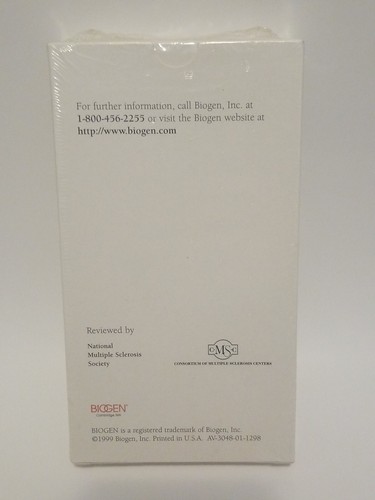 For further information, call Biogen, Inc. at
1-800-456-2255 or visit the Biogen website at
http://www.biogen.com
Reviewed by
National
Multiple Sclerosis
Society
CMSC
CONSORTIUM OF MULTIPLE SCLEROSIS CENTERS
BIOGEN
Cambridge, MA
BIOGEN is a registered trademark of Biogen, Inc.
©1999 Biogen, Inc. Printed in U.S.A. AV-3048-01-1298